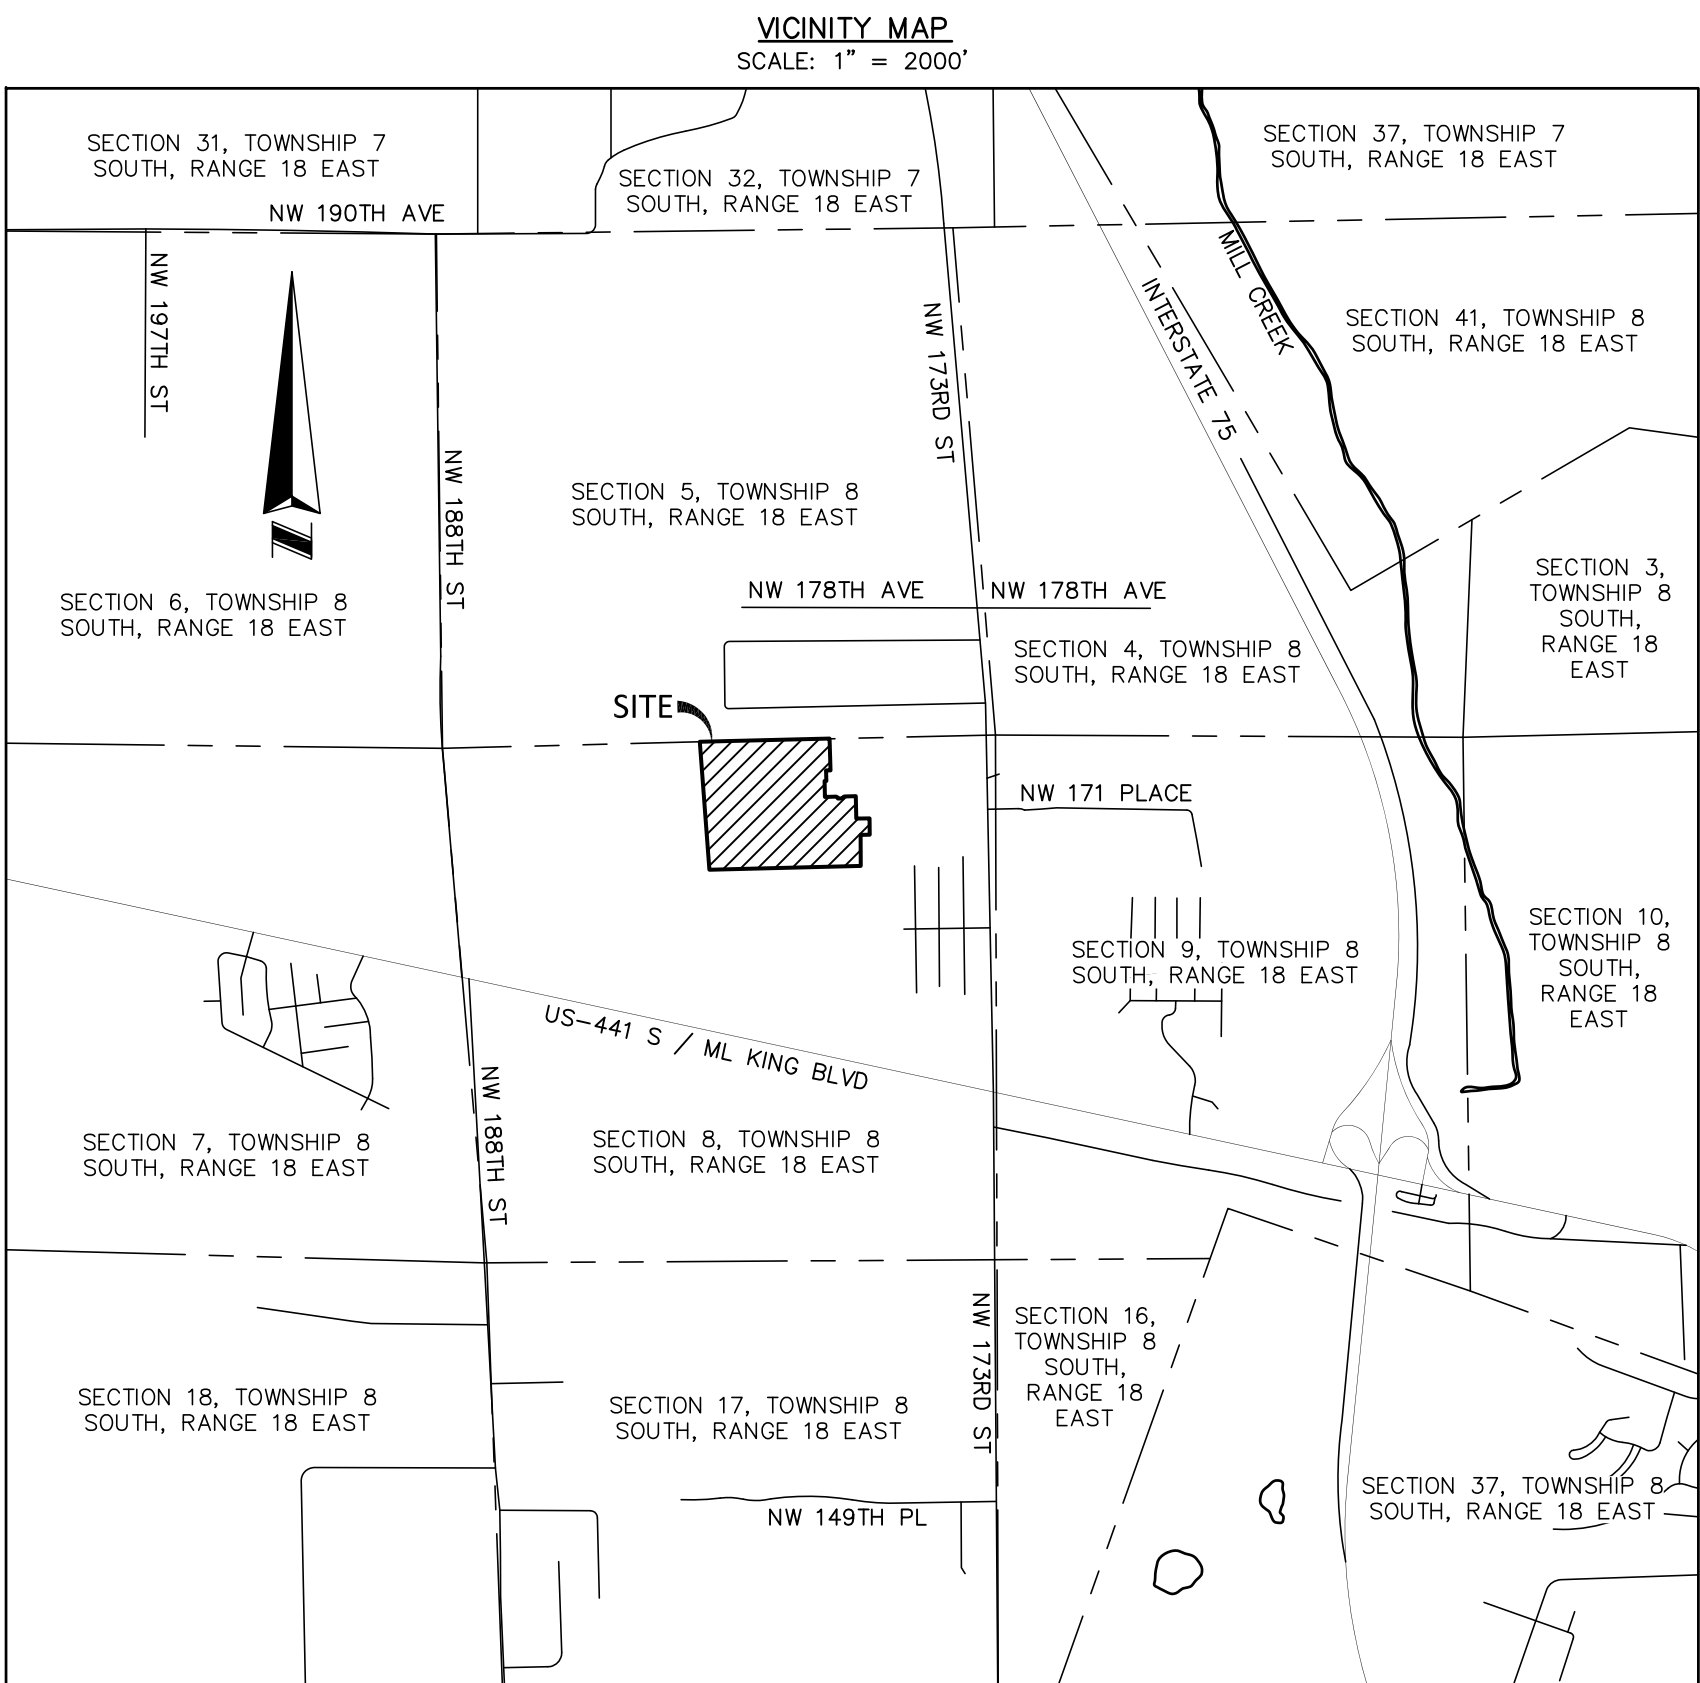 VICINITY MAP
SCALE: 1" = 2000'
SECTION 31, TOWNSHIP 7
SOUTH, RANGE 18 EAST
SECTION 32, TOWNSHIP 7
SOUTH, RANGE 18 EAST
SECTION 37, TOWNSHIP 7
SOUTH, RANGE 18 EAST
NW 190TH AVE
NW 197TH ST
MILL CREEK
INTERSTATE 75
NW 173RD ST
SECTION 41, TOWNSHIP 8
SOUTH, RANGE 18 EAST
NW 188TH ST
SECTION 5, TOWNSHIP 8
SOUTH, RANGE 18 EAST
N
SECTION 6, TOWNSHIP 8
SOUTH, RANGE 18 EAST
NW 178TH AVE
NW 178TH AVE
SECTION 3,
TOWNSHIP 8
SOUTH,
RANGE 18
EAST
SECTION 4, TOWNSHIP 8
SOUTH, RANGE 18 EAST
SITE
NW 171 PLACE
SECTION 9, TOWNSHIP 8
SOUTH, RANGE 18 EAST
SECTION 10,
TOWNSHIP 8
SOUTH,
RANGE 18
EAST
US-441 S / ML KING BLVD
NW 188TH ST
SECTION 7, TOWNSHIP 8
SOUTH, RANGE 18 EAST
SECTION 8, TOWNSHIP 8
SOUTH, RANGE 18 EAST
NW 173RD ST
SECTION 16,
TOWNSHIP 8
SOUTH,
RANGE 18
EAST
SECTION 18, TOWNSHIP 8
SOUTH, RANGE 18 EAST
SECTION 17, TOWNSHIP 8
SOUTH, RANGE 18 EAST
SECTION 37, TOWNSHIP 8
SOUTH, RANGE 18 EAST
NW 149TH PL